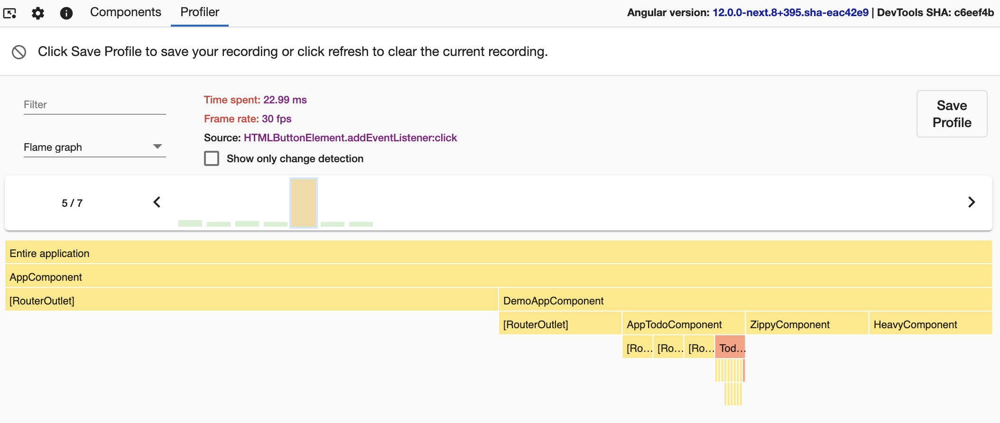 Components Profiler Angular version: 12.0.0-next.8+395.sha-eac42e9 | DevTools SHA: c6eef4b
Click Save Profile to save your recording or click refresh to clear the current recording.
Filter
Flame graph
Time spent: 22.99 ms
Frame rate: 30 fps
Source: HTMLButtonElement.addEventListener:click
Show only change detection
Save
Profile
5 / 7
Entire application
AppComponent
[RouterOutlet] DemoAppComponent
[RouterOutlet] AppTodoComponent ZippyComponent HeavyComponent
[Ro... [Ro... [Ro... Tod...